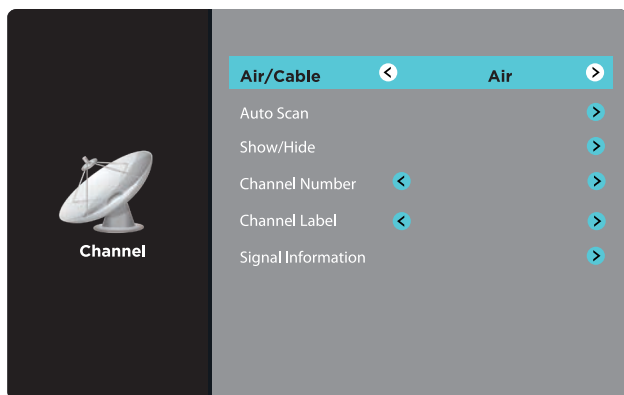 Air/Cable Air
Auto Scan
Show/Hide
Channel Number
Channel Label
Signal Information
Channel